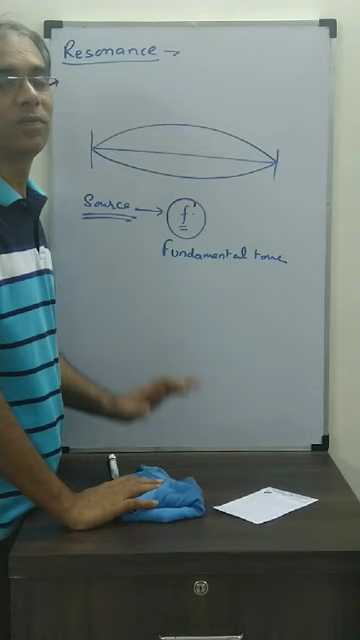 Resonance →
Source → f'
fundamental tone